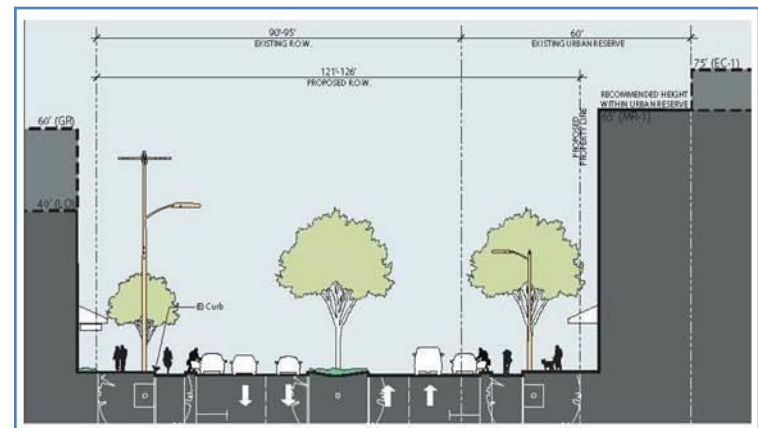 90'-95'
EXISTING R.O.W.
60'
EXISTING URBAN RESERVE
121'-126'
PROPOSED R.O.W.
75' (EC-1)
RECOMMENDED HEIGHT
WITHIN URBAN RESERVE
65' (MR-1)
PROPOSED
PROPERTY LINE
60' (GR)
40' (LO)
(E) Curb